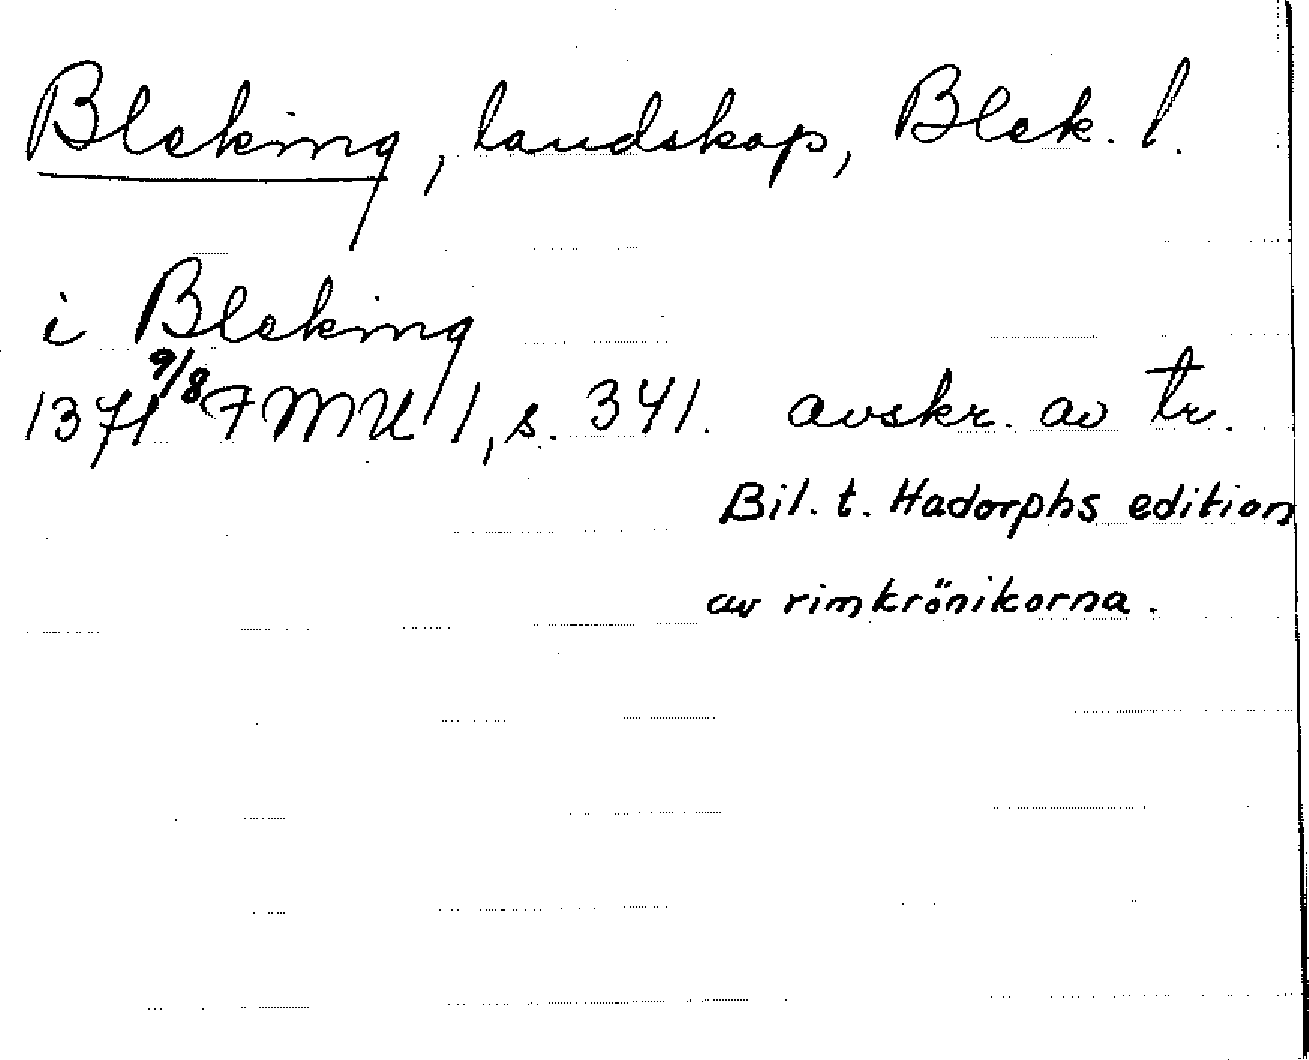 Bleking, landskap, Blek. l.
i Bleking
1371 9/8 FMU 1, s. 341. avskr. av tr.
Bil. t. Hadorphs edition
av rimkrönikorna.